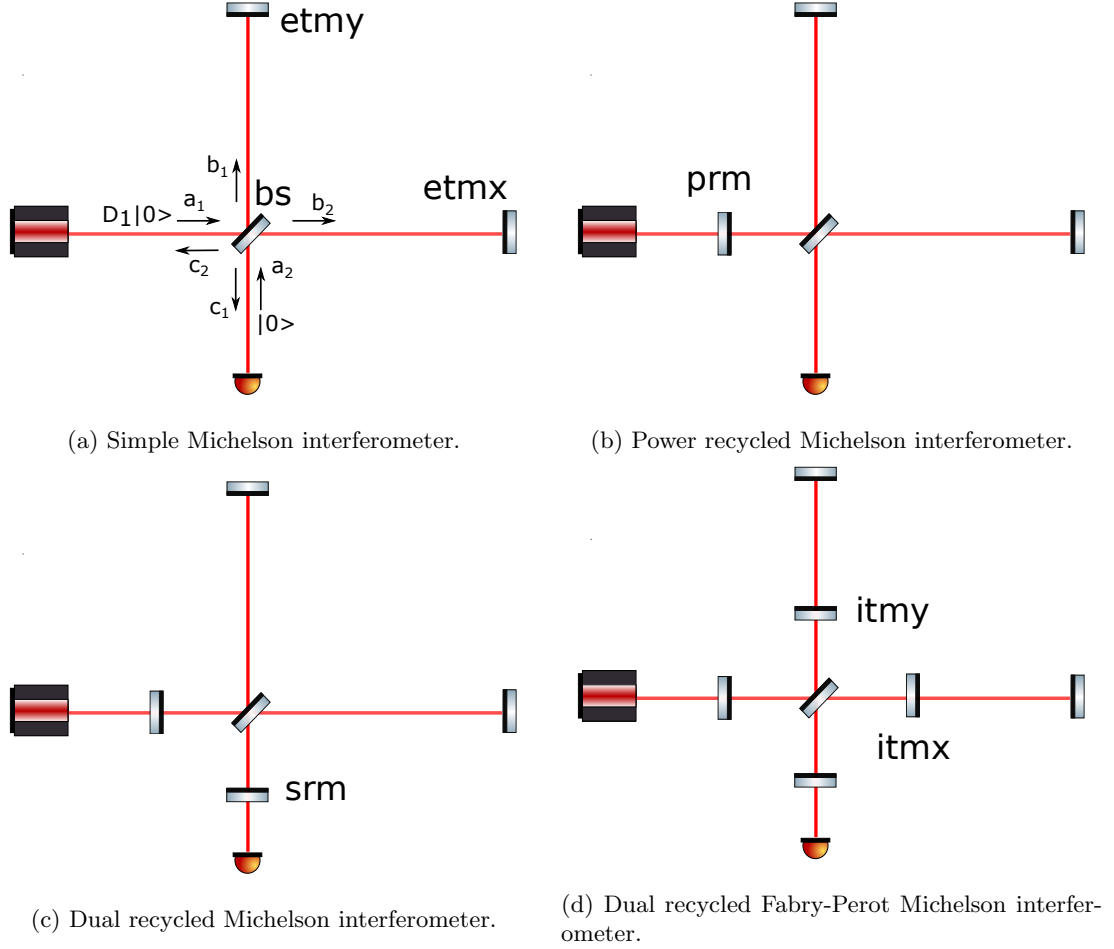 etmy
b1
bs
etmx
D1|0> a1
b2
c2
a2
c1
|0>
(a) Simple Michelson interferometer.
prm
(b) Power recycled Michelson interferometer.
srm
(c) Dual recycled Michelson interferometer.
itmy
itmx
(d) Dual recycled Fabry-Perot Michelson interfer-
ometer.